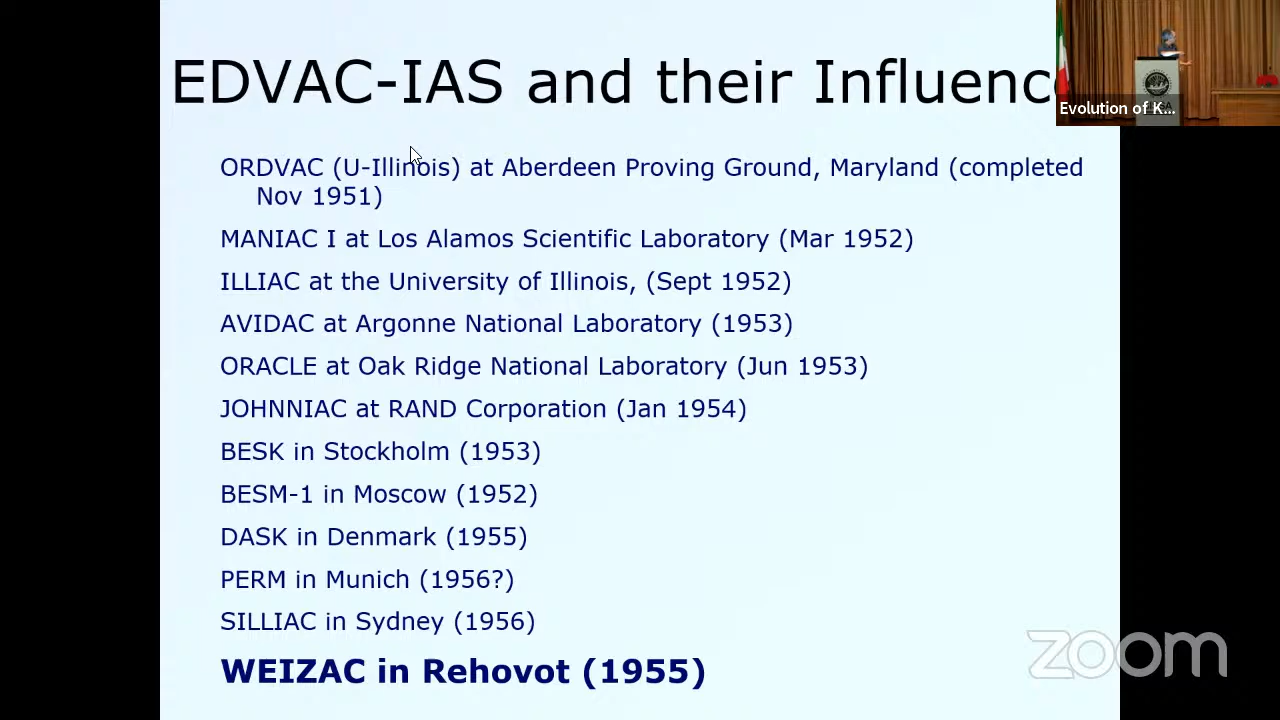 EDVAC-IAS and their Influenc
Evolution of K...
ORDVAC (U-Illinois) at Aberdeen Proving Ground, Maryland (completed
Nov 1951)
MANIAC I at Los Alamos Scientific Laboratory (Mar 1952)
ILLIAC at the University of Illinois, (Sept 1952)
AVIDAC at Argonne National Laboratory (1953)
ORACLE at Oak Ridge National Laboratory (Jun 1953)
JOHNNIAC at RAND Corporation (Jan 1954)
BESK in Stockholm (1953)
BESM-1 in Moscow (1952)
DASK in Denmark (1955)
PERM in Munich (1956?)
SILLIAC in Sydney (1956)
WEIZAC in Rehovot (1955)
zoom